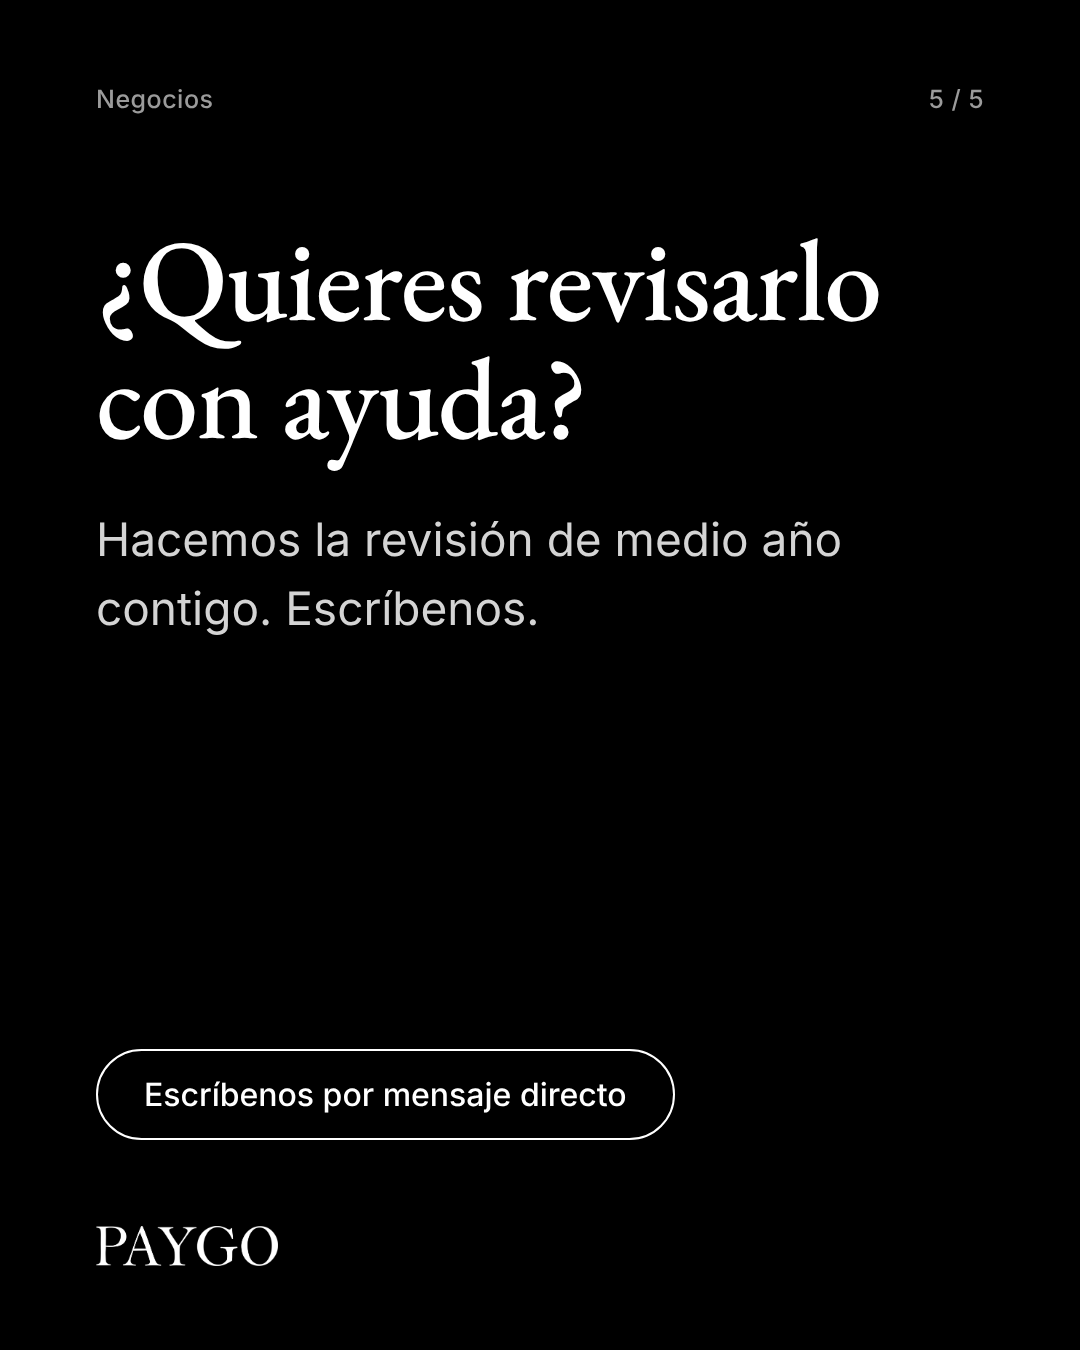 Negocios
5 / 5
¿Quieres revisarlo
con ayuda?
Hacemos la revisión de medio año
contigo. Escríbenos.
Escríbenos por mensaje directo
PAYGO